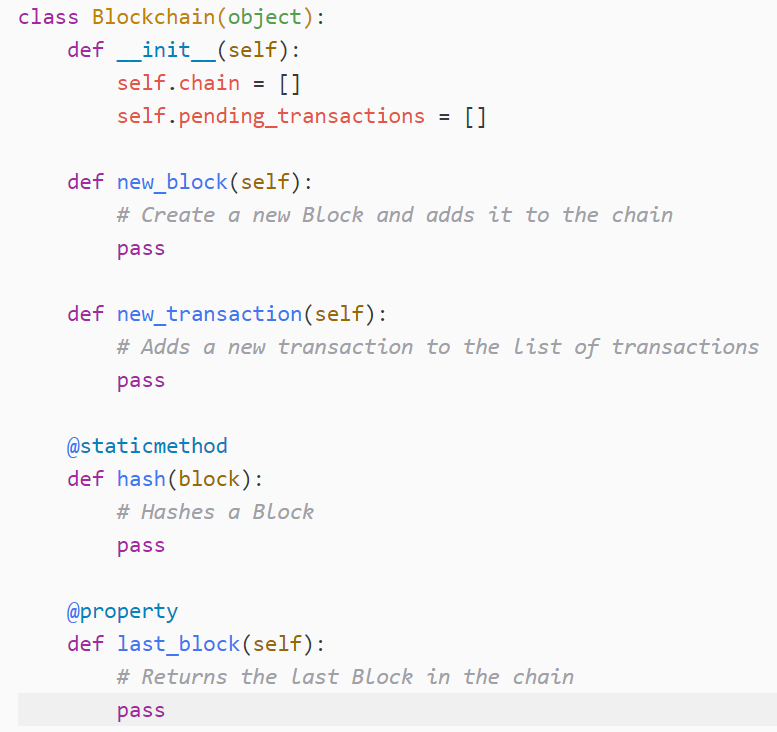 class Blockchain(object):
    def __init__(self):
        self.chain = []
        self.pending_transactions = []

    def new_block(self):
        # Create a new Block and adds it to the chain
        pass

    def new_transaction(self):
        # Adds a new transaction to the list of transactions
        pass

    @staticmethod
    def hash(block):
        # Hashes a Block
        pass

    @property
    def last_block(self):
        # Returns the last Block in the chain
        pass